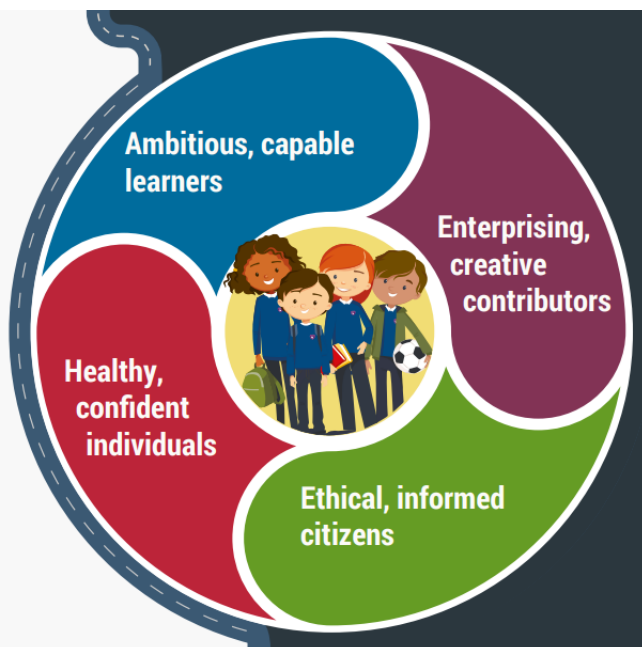 Ambitious, capable
learners
Enterprising,
creative
contributors
Healthy,
confident
individuals
Ethical, informed
citizens